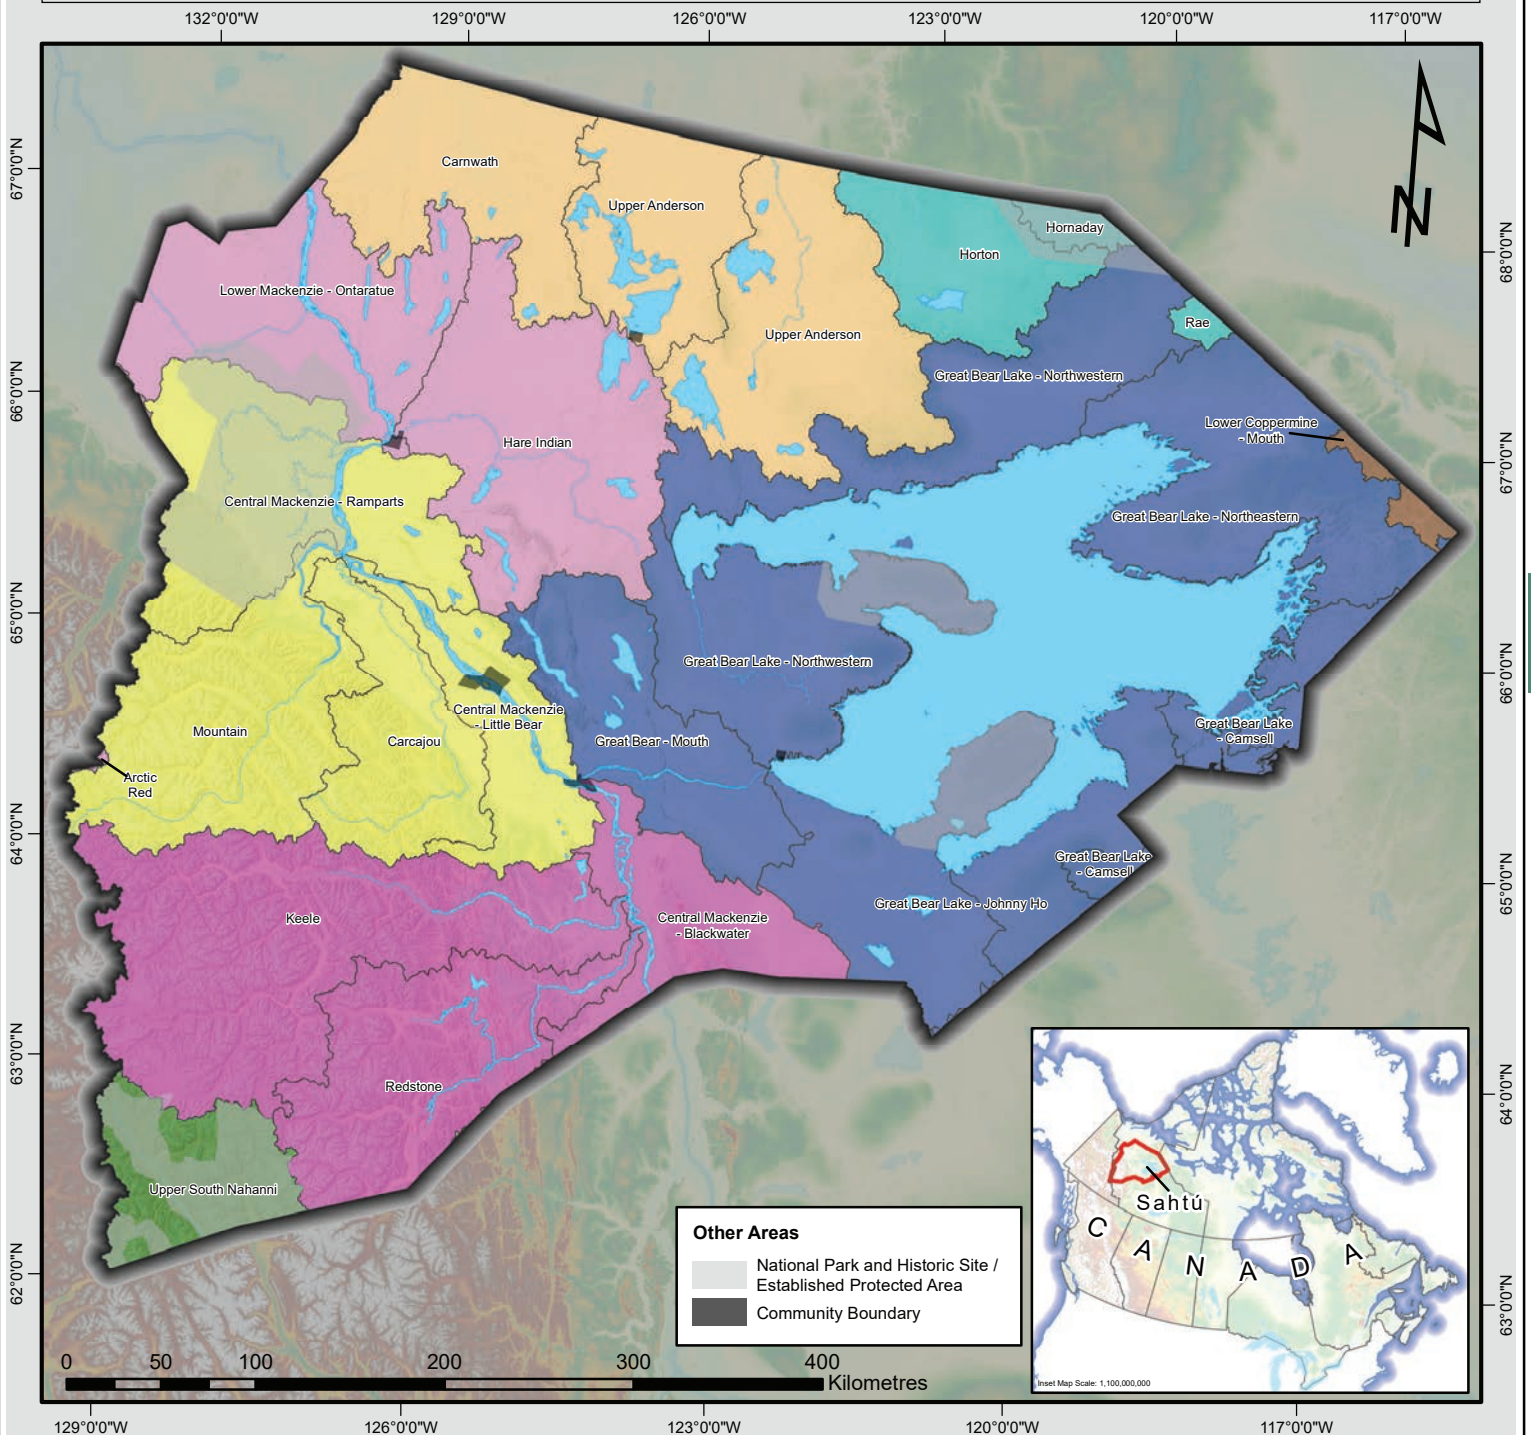 132°0'0"W
129°0'0"W
126°0'0"W
123°0'0"W
120°0'0"W
117°0'0"W
67°0'0"N
66°0'0"N
65°0'0"N
64°0'0"N
63°0'0"N
62°0'0"N
68°0'0"N
67°0'0"N
66°0'0"N
65°0'0"N
64°0'0"N
63°0'0"N
N
Carnwath
Upper Anderson
Hornaday
Horton
Lower Mackenzie - Ontaratue
Rae
Upper Anderson
Great Bear Lake - Northwestern
Lower Coppermine
- Mouth
Hare Indian
Central Mackenzie - Ramparts
Great Bear Lake - Northeastern
Great Bear Lake - Northwestern
Central Mackenzie
- Little Bear
Great Bear Lake
- Camsell
Mountain
Carcajou
Great Bear - Mouth
Arctic
Red
Great Bear Lake
- Camsell
Great Bear Lake - Johnny Ho
Keele
Central Mackenzie
- Blackwater
Redstone
Upper South Nahanni
Other Areas
National Park and Historic Site /
Established Protected Area
Community Boundary
0 50 100 200 300 400
Kilometres
Sahtú
CANADA
Inset Map Scale: 1,100,000,000
129°0'0"W
126°0'0"W
123°0'0"W
120°0'0"W
117°0'0"W